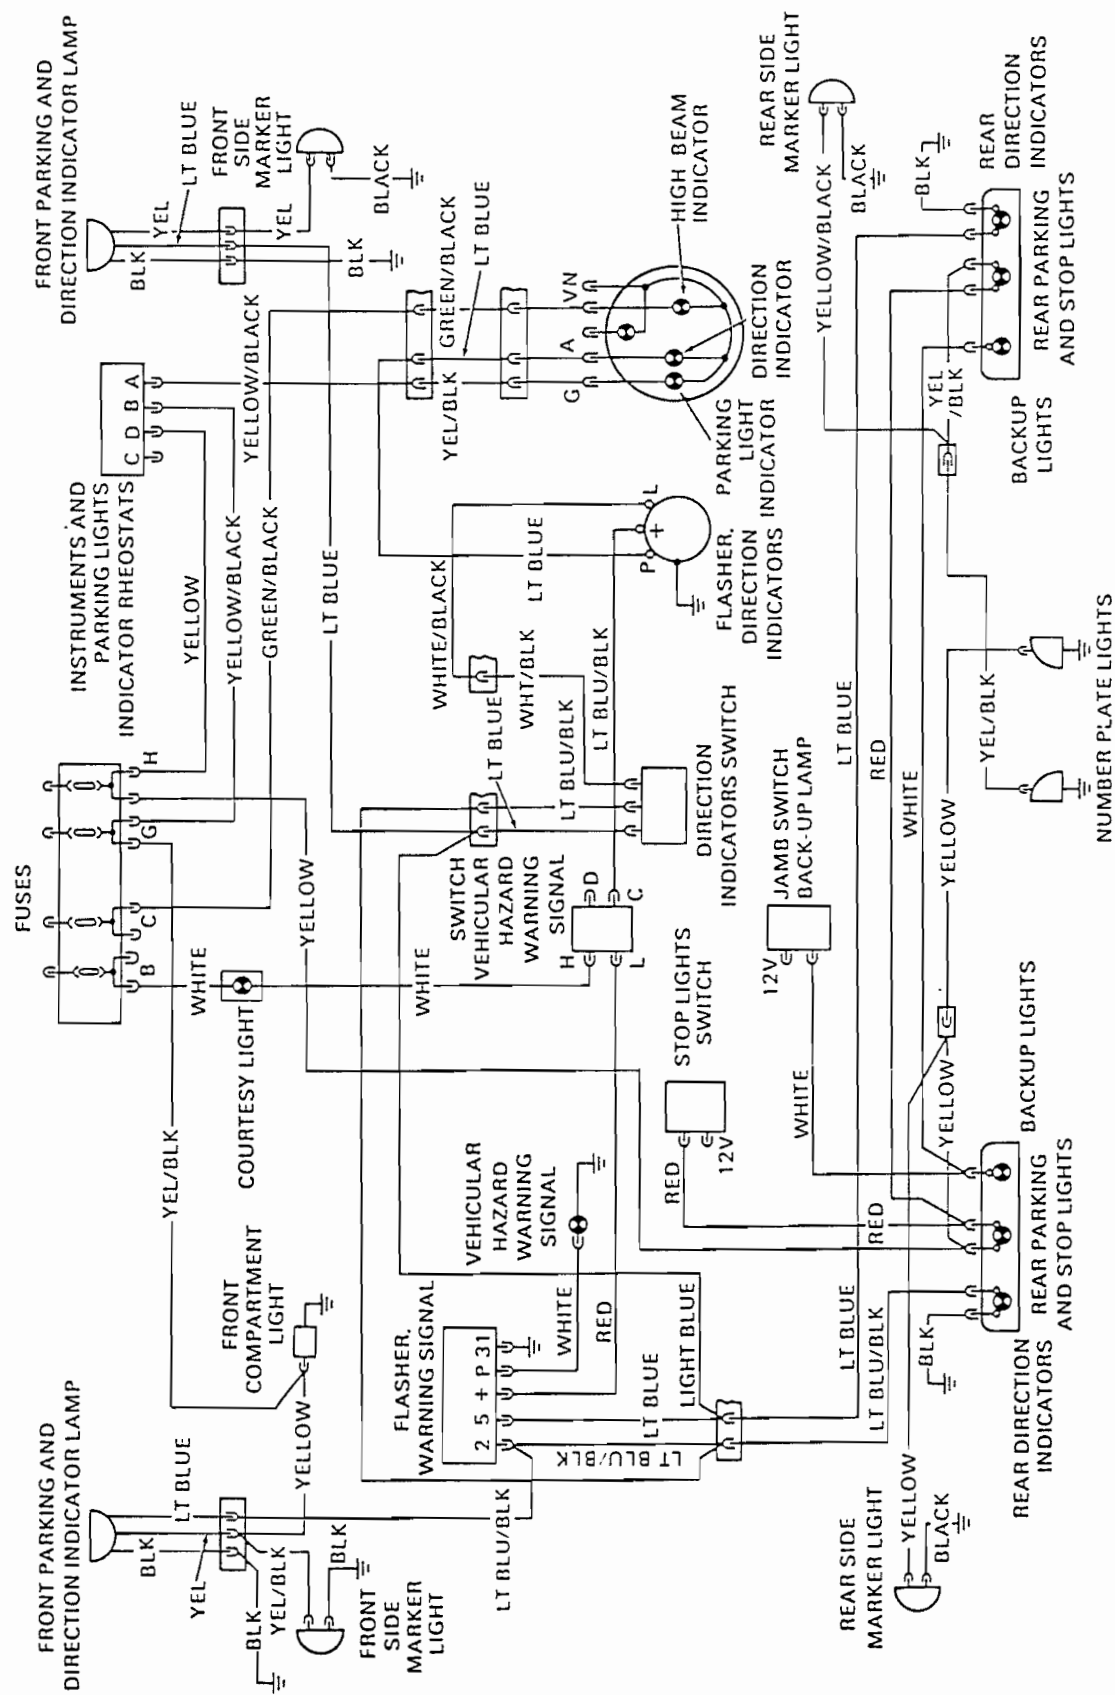 FRONT PARKING AND
DIRECTION INDICATOR LAMP
BLK
YEL
LT BLUE
YEL/BLK
BLK
FRONT
SIDE
MARKER
LIGHT
BLK
YELLOW
LT BLU/BLK
FRONT
COMPARTMENT
LIGHT
YEL/BLK
COURTESY LIGHT
WHITE
FUSES
B
C
G
H
YELLOW
YELLOW
YELLOW/BLACK
GREEN/BLACK
INSTRUMENTS AND
PARKING LIGHTS
INDICATOR RHEOSTATS
C D B A
YELLOW/BLACK
FRONT PARKING AND
DIRECTION INDICATOR LAMP
BLK
YEL
LT BLUE
FRONT
SIDE
MARKER
LIGHT
YEL
BLK
BLACK
LT BLUE
FLASHER,
WARNING SIGNAL
2 5 + P 31
LT BLU/BLK
LT BLUE
LIGHT BLUE
RED
WHITE
VEHICULAR
HAZARD
WARNING
SIGNAL
WHITE
SWITCH
VEHICULAR
HAZARD
WARNING
SIGNAL
H
D
L
C
LT BLUE
LT BLU/BLK
WHITE/BLACK
WHT/BLK
LT BLU/BLK
LT BLUE
DIRECTION
INDICATORS SWITCH
P
+
L
FLASHER,
DIRECTION
INDICATORS
YEL/BLK
GREEN/BLACK
LT BLUE
G
A
VN
PARKING
LIGHT
INDICATOR
DIRECTION
INDICATOR
HIGH BEAM
INDICATOR
STOP LIGHTS
SWITCH
12V
RED
JAMB SWITCH
BACK-UP LAMP
12V
WHITE
REAR SIDE
MARKER LIGHT
YELLOW
BLACK
LT BLUE
LT BLU/BLK
RED
BLK
YELLOW
REAR DIRECTION
INDICATORS
REAR PARKING
AND STOP LIGHTS
BACKUP LIGHTS
LT BLUE
RED
WHITE
YELLOW
YEL/BLK
NUMBER PLATE LIGHTS
REAR SIDE
MARKER LIGHT
YELLOW/BLACK
BLACK
BLK
YEL
/BLK
BACKUP
LIGHTS
REAR PARKING
AND STOP LIGHTS
REAR
DIRECTION
INDICATORS